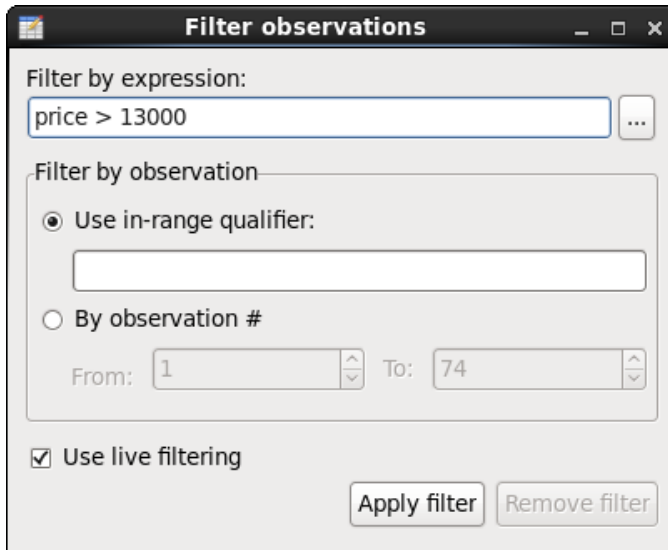 Filter observations
Filter by expression:
price > 13000
...
Filter by observation
Use in-range qualifier:
By observation #
From: 1 To: 74
Use live filtering
Apply filter Remove filter